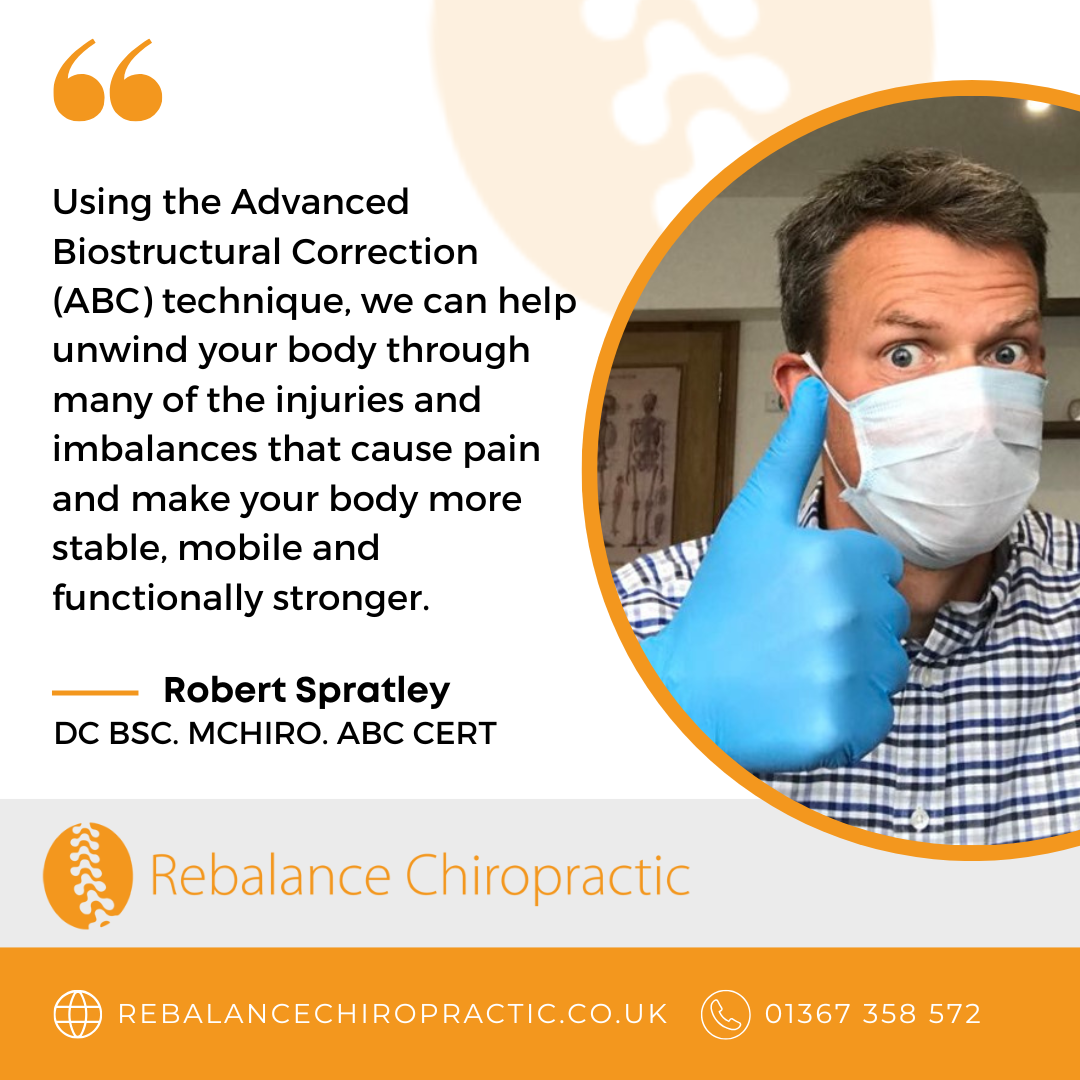 Using the Advanced
Biostructural Correction
(ABC) technique, we can help
unwind your body through
many of the injuries and
imbalances that cause pain
and make your body more
stable, mobile and
functionally stronger.
Robert Spratley
DC BSC. MCHIRO. ABC CERT
Rebalance Chiropractic
REBALANCECHIROPRACTIC.CO.UK
01367 358 572